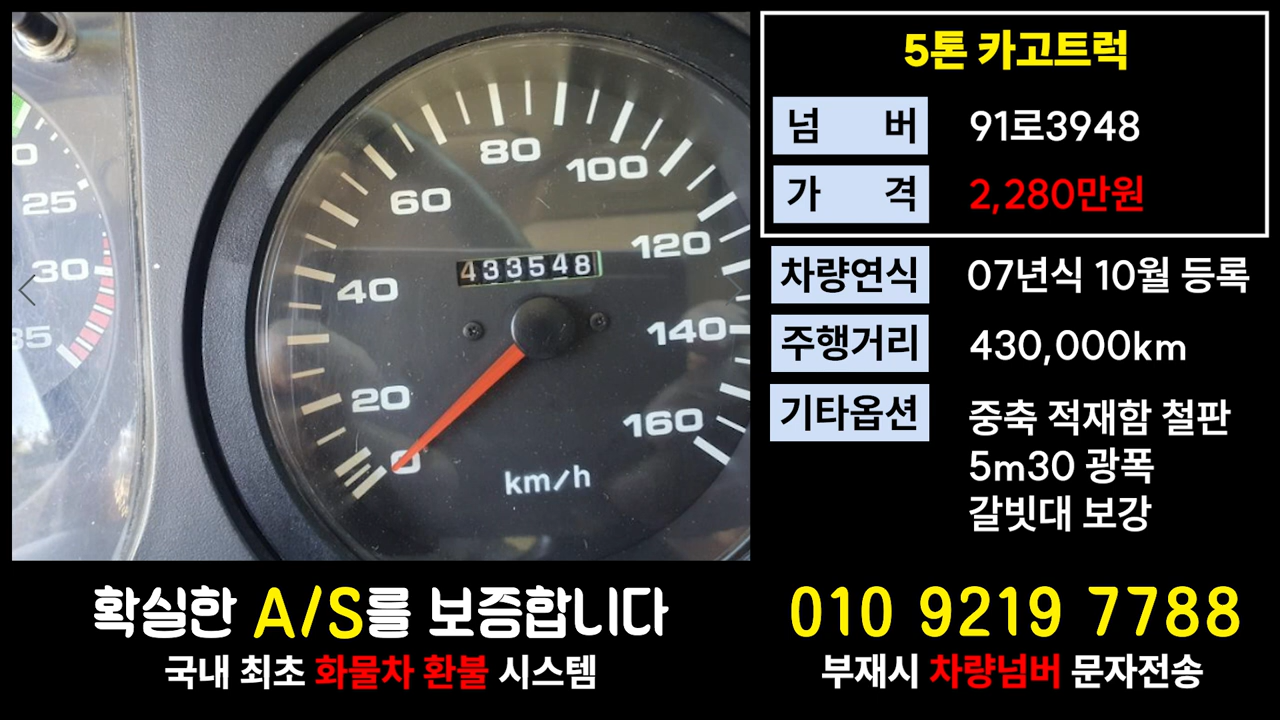 5톤 카고트럭
넘 버 91로3948
가 격 2,280만원
차량연식 07년식 10월 등록
주행거리 430,000km
기타옵션 중축 적재함 철판
5m30 광폭
갈빗대 보강
0
25
30
35
0
20
40
60
80
100
120
140
160
433548
km/h
확실한 A/S를 보증합니다
국내 최초 화물차 환불 시스템
010 9219 7788
부재시 차량넘버 문자전송